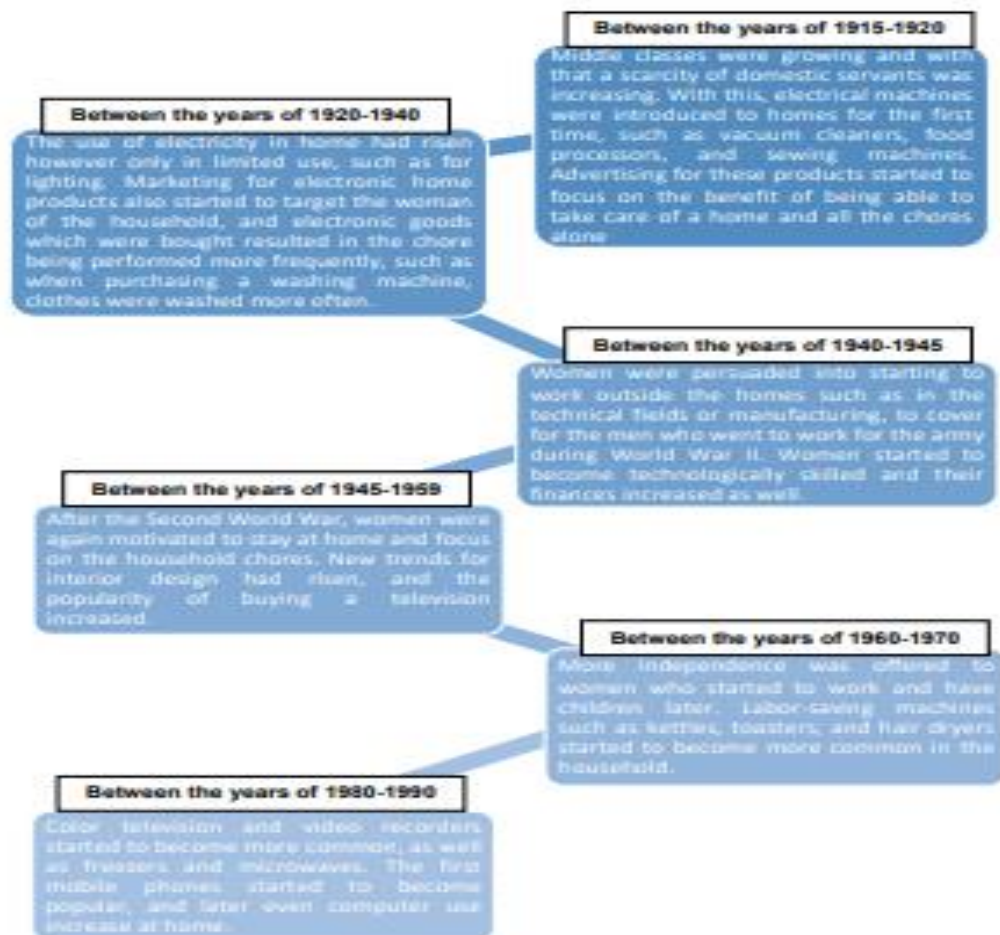 Between the years of 1915-1920
Middle classes were growing and with
that a scarcity of domestic servants was
increasing. With this, electrical machines
were introduced to homes for the first
time, such as vacuum cleaners, food
processors, and sewing machines.
Advertising for these products started to
focus on the benefit of being able to
take care of a home and all the chores
alone
Between the years of 1920-1940
The use of electricity in home had risen
however only in limited use, such as for
lighting. Marketing for electronic home
products also started to target the woman
of the household, and electronic goods
which were bought resulted in the chore
being performed more frequently, such as
when purchasing a washing machine,
clothes were washed more often.
Between the years of 1940-1945
Women were persuaded into starting to
work outside the homes such as in the
technical fields or manufacturing, to cover
for the men who went to work for the army
during World War II. Women started to
become technologically skilled and their
finances increased as well.
Between the years of 1945-1959
After the Second World War, women were
again motivated to stay at home and focus
on the household chores. New trends for
interior design had risen, and the
popularity of buying a television
increased.
Between the years of 1960-1970
More independence was offered to
women who started to work and have
children later. Labor-saving machines
such as kettles, toasters, and hair dryers
started to become more common in the
household.
Between the years of 1980-1990
Color television and video recorders
started to become more common, as well
as freezers and microwaves. The first
mobile phones started to become
popular, and later even computer use
increase at home.